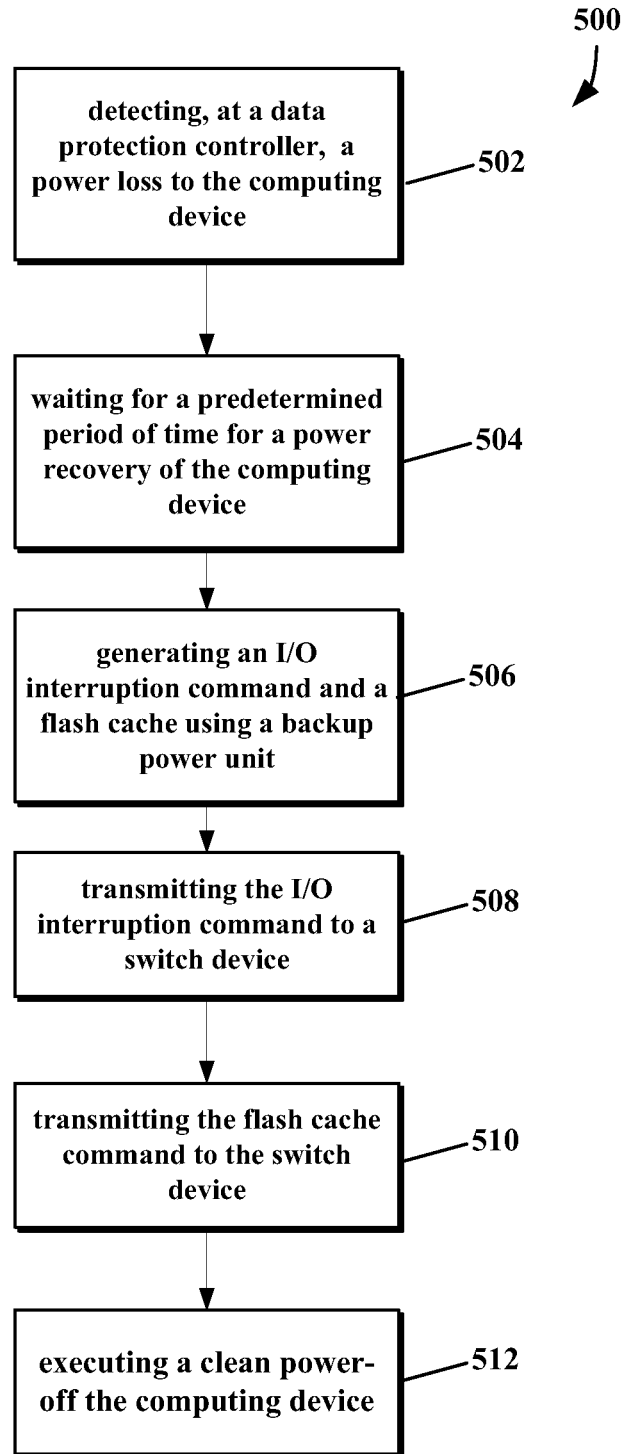 500
detecting, at a data
protection controller, a
power loss to the computing
device
502
waiting for a predetermined
period of time for a power
recovery of the computing
device
504
generating an I/O
interruption command and a
flash cache using a backup
power unit
506
transmitting the I/O
interruption command to a
switch device
508
transmitting the flash cache
command to the switch
device
510
executing a clean power-
off the computing device
512